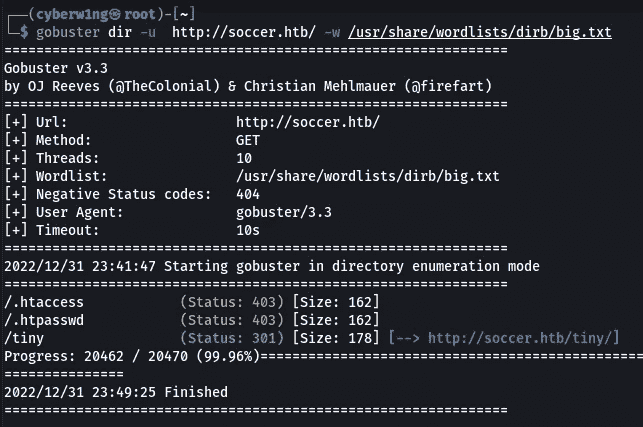 ┌──(cyberw1ng㉿root)-[~]
└─$ gobuster dir -u  http://soccer.htb/ -w /usr/share/wordlists/dirb/big.txt
===============================================================
Gobuster v3.3
by OJ Reeves (@TheColonial) & Christian Mehlmauer (@firefart)
===============================================================
[+] Url:                     http://soccer.htb/
[+] Method:                  GET
[+] Threads:                 10
[+] Wordlist:                /usr/share/wordlists/dirb/big.txt
[+] Negative Status codes:   404
[+] User Agent:              gobuster/3.3
[+] Timeout:                 10s
===============================================================
2022/12/31 23:41:47 Starting gobuster in directory enumeration mode
===============================================================
/.htaccess            (Status: 403) [Size: 162]
/.htpasswd            (Status: 403) [Size: 162]
/tiny                 (Status: 301) [Size: 178] [--> http://soccer.htb/tiny/]
Progress: 20462 / 20470 (99.96%)================================================
===============
2022/12/31 23:49:25 Finished
===============================================================